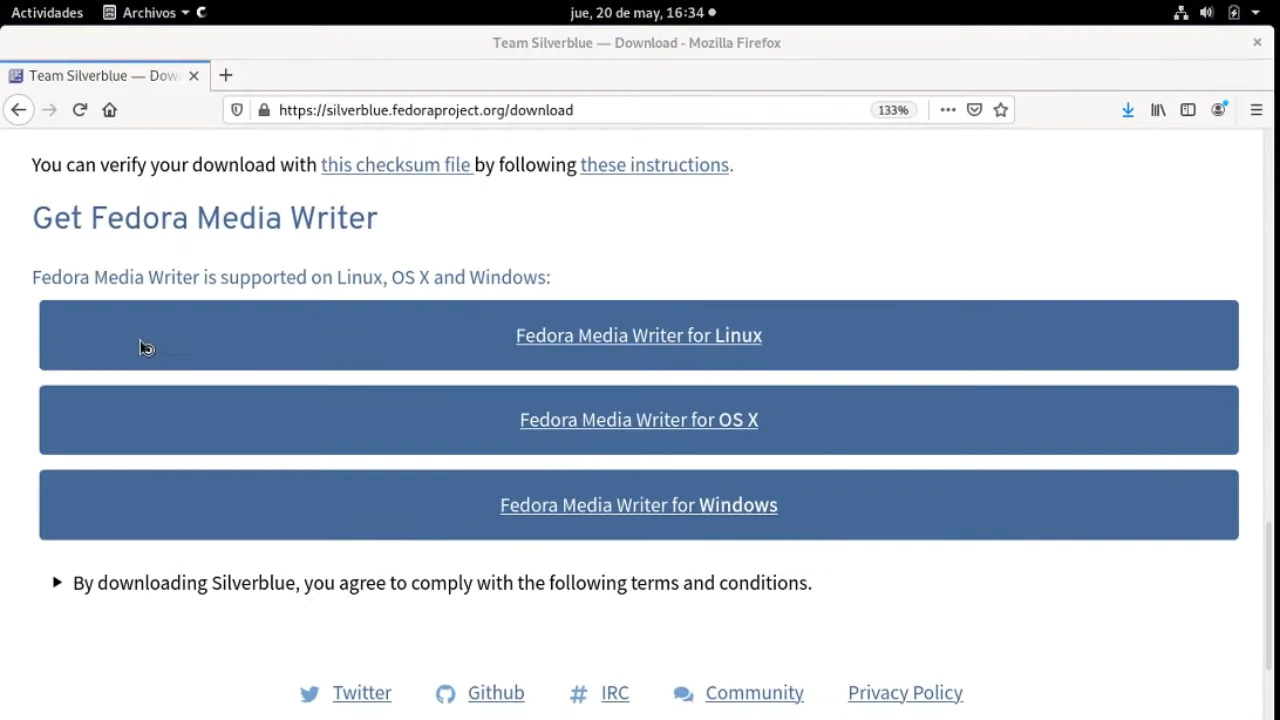 Actividades Archivos jue, 20 de may, 16:34
Team Silverblue — Download - Mozilla Firefox
Team Silverblue — Down
https://silverblue.fedoraproject.org/download 133%
You can verify your download with this checksum file by following these instructions.
Get Fedora Media Writer
Fedora Media Writer is supported on Linux, OS X and Windows:
Fedora Media Writer for Linux
Fedora Media Writer for OS X
Fedora Media Writer for Windows
By downloading Silverblue, you agree to comply with the following terms and conditions.
Twitter Github IRC Community Privacy Policy